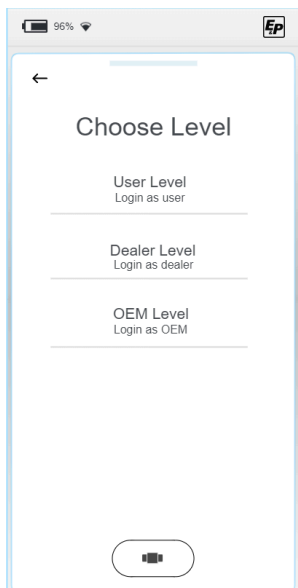 96%
EP
Choose Level
User Level
Login as user
Dealer Level
Login as dealer
OEM Level
Login as OEM